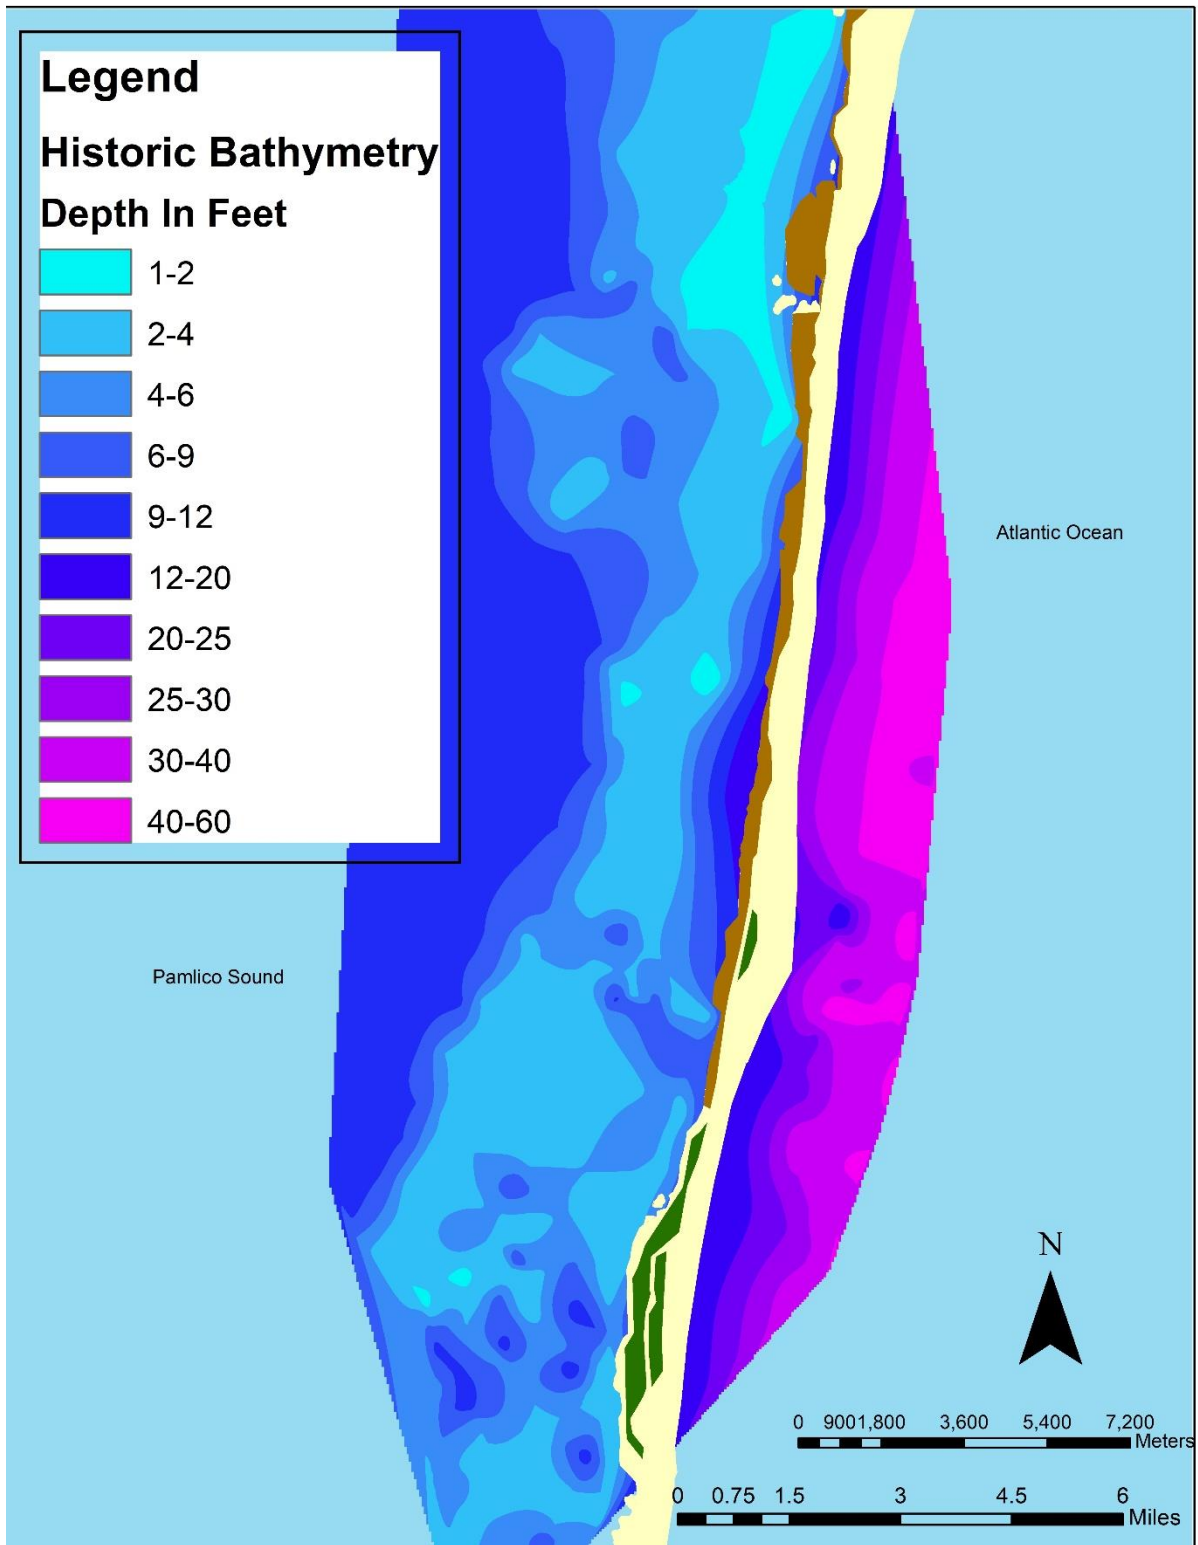 Legend
Historic Bathymetry
Depth In Feet
1-2
2-4
4-6
6-9
9-12
12-20
20-25
25-30
30-40
40-60
Atlantic Ocean
Pamlico Sound
N
0 900 1,800 3,600 5,400 7,200
Meters
0 0.75 1.5 3 4.5 6
Miles